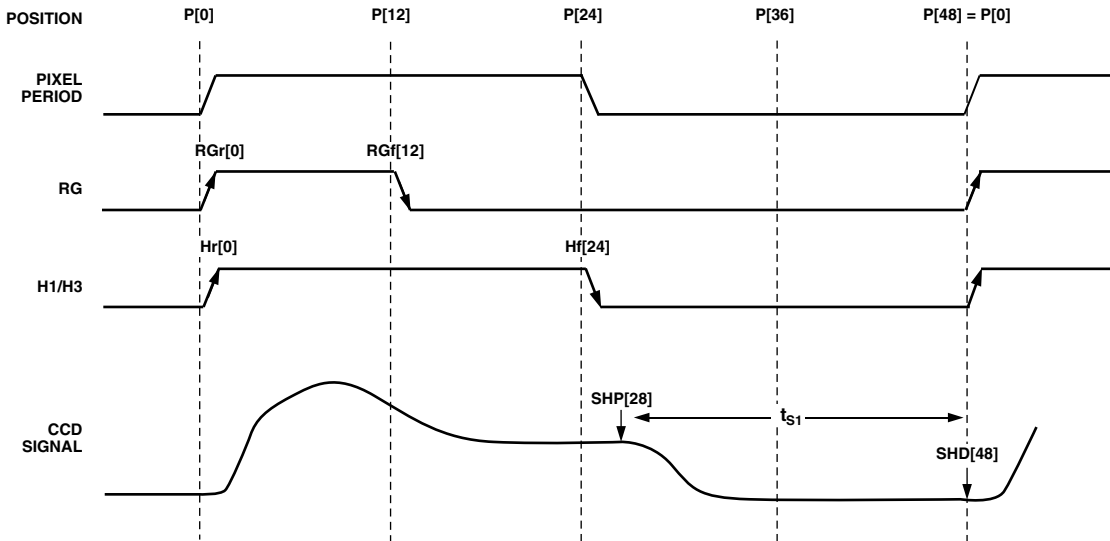 POSITION P[0] P[12] P[24] P[36] P[48] = P[0]
PIXEL
PERIOD
RGr[0] RGf[12]
RG
Hr[0] Hf[24]
H1/H3
SHP[28]
tS1
CCD
SIGNAL
SHD[48]